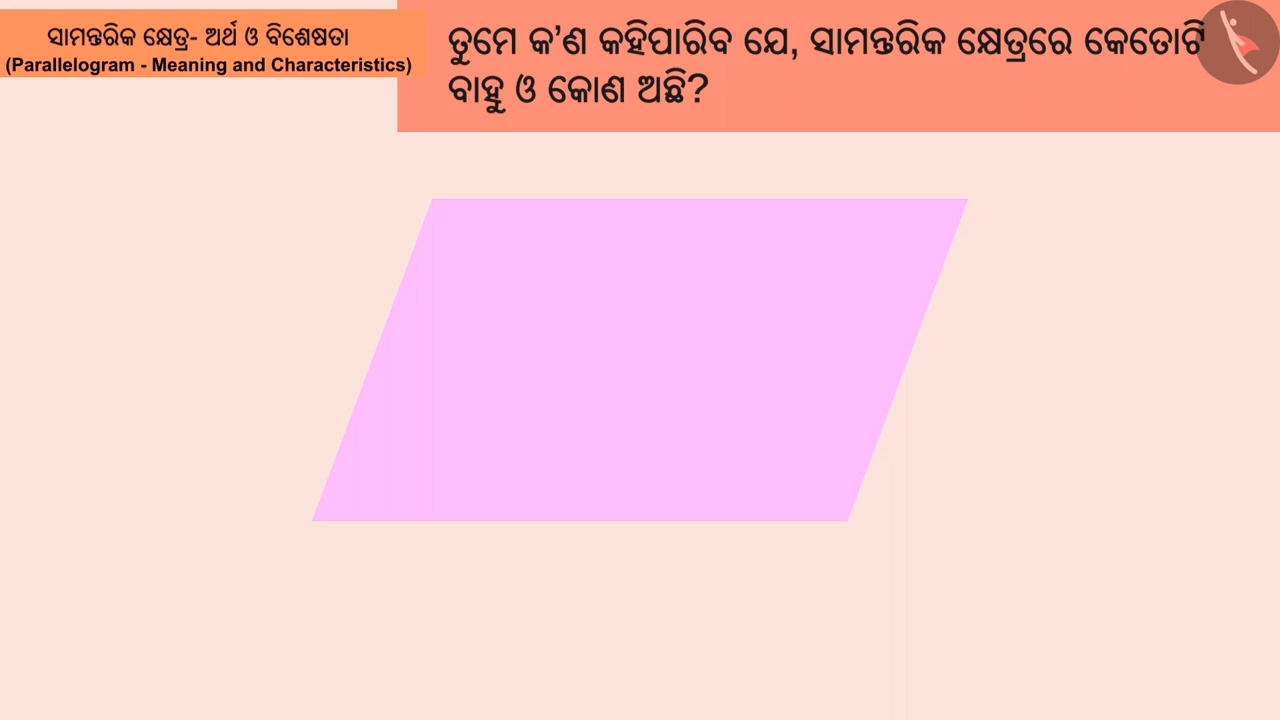 ସାମନ୍ତରିକ କ୍ଷେତ୍ର- ଅର୍ଥ ଓ ବିଶେଷତା
(Parallelogram - Meaning and Characteristics)
ତୁମେ କ’ଣ କହିପାରିବ ଯେ, ସାମନ୍ତରିକ କ୍ଷେତ୍ରରେ କେତୋଟି
ବାହୁ ଓ କୋଣ ଅଛି?